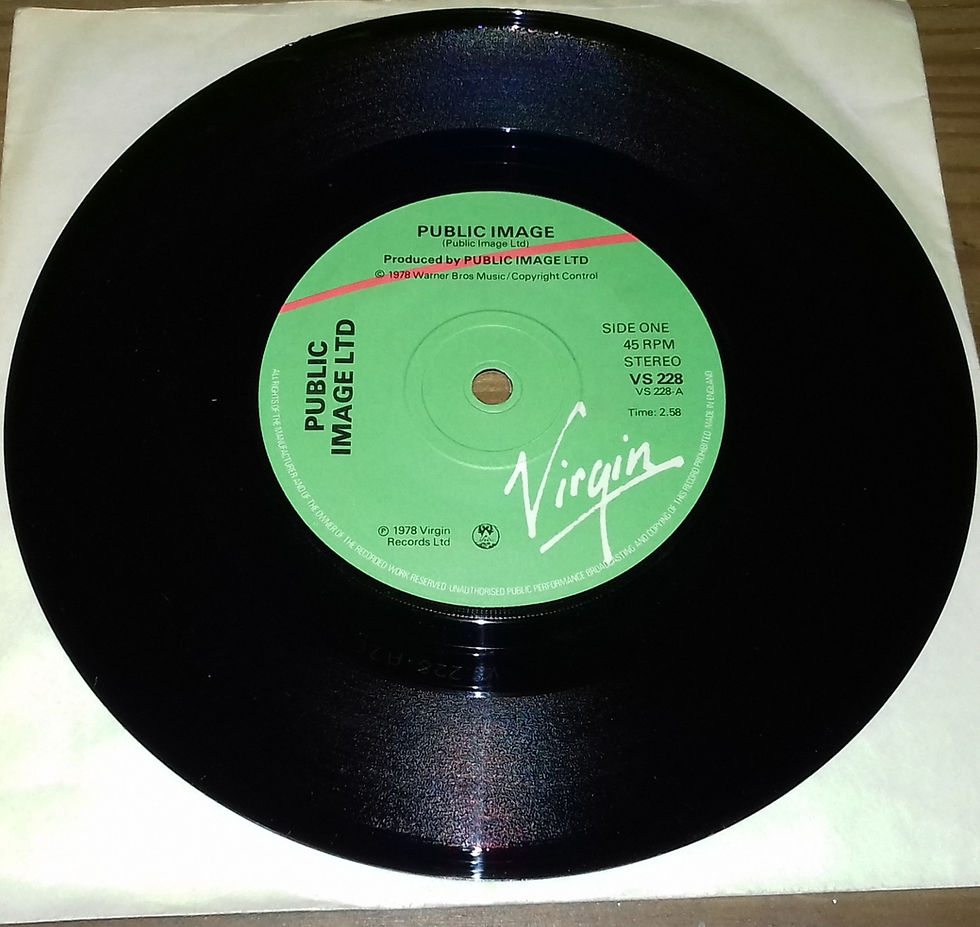 PUBLIC IMAGE
(Public Image Ltd)
Produced by PUBLIC IMAGE LTD
© 1978 Warner Bros Music/Copyright Control
PUBLIC
IMAGE LTD
SIDE ONE
45 RPM
STEREO
VS 228
VS 228-A
Time: 2.58
Virgin
℗ 1978 Virgin
Records Ltd
ALL RIGHTS OF THE MANUFACTURER AND OF THE OWNER OF THE RECORDED WORK RESERVED UNAUTHORISED PUBLIC PERFORMANCE BROADCASTING AND COPYING OF THIS RECORD PROHIBITED MADE IN ENGLAND